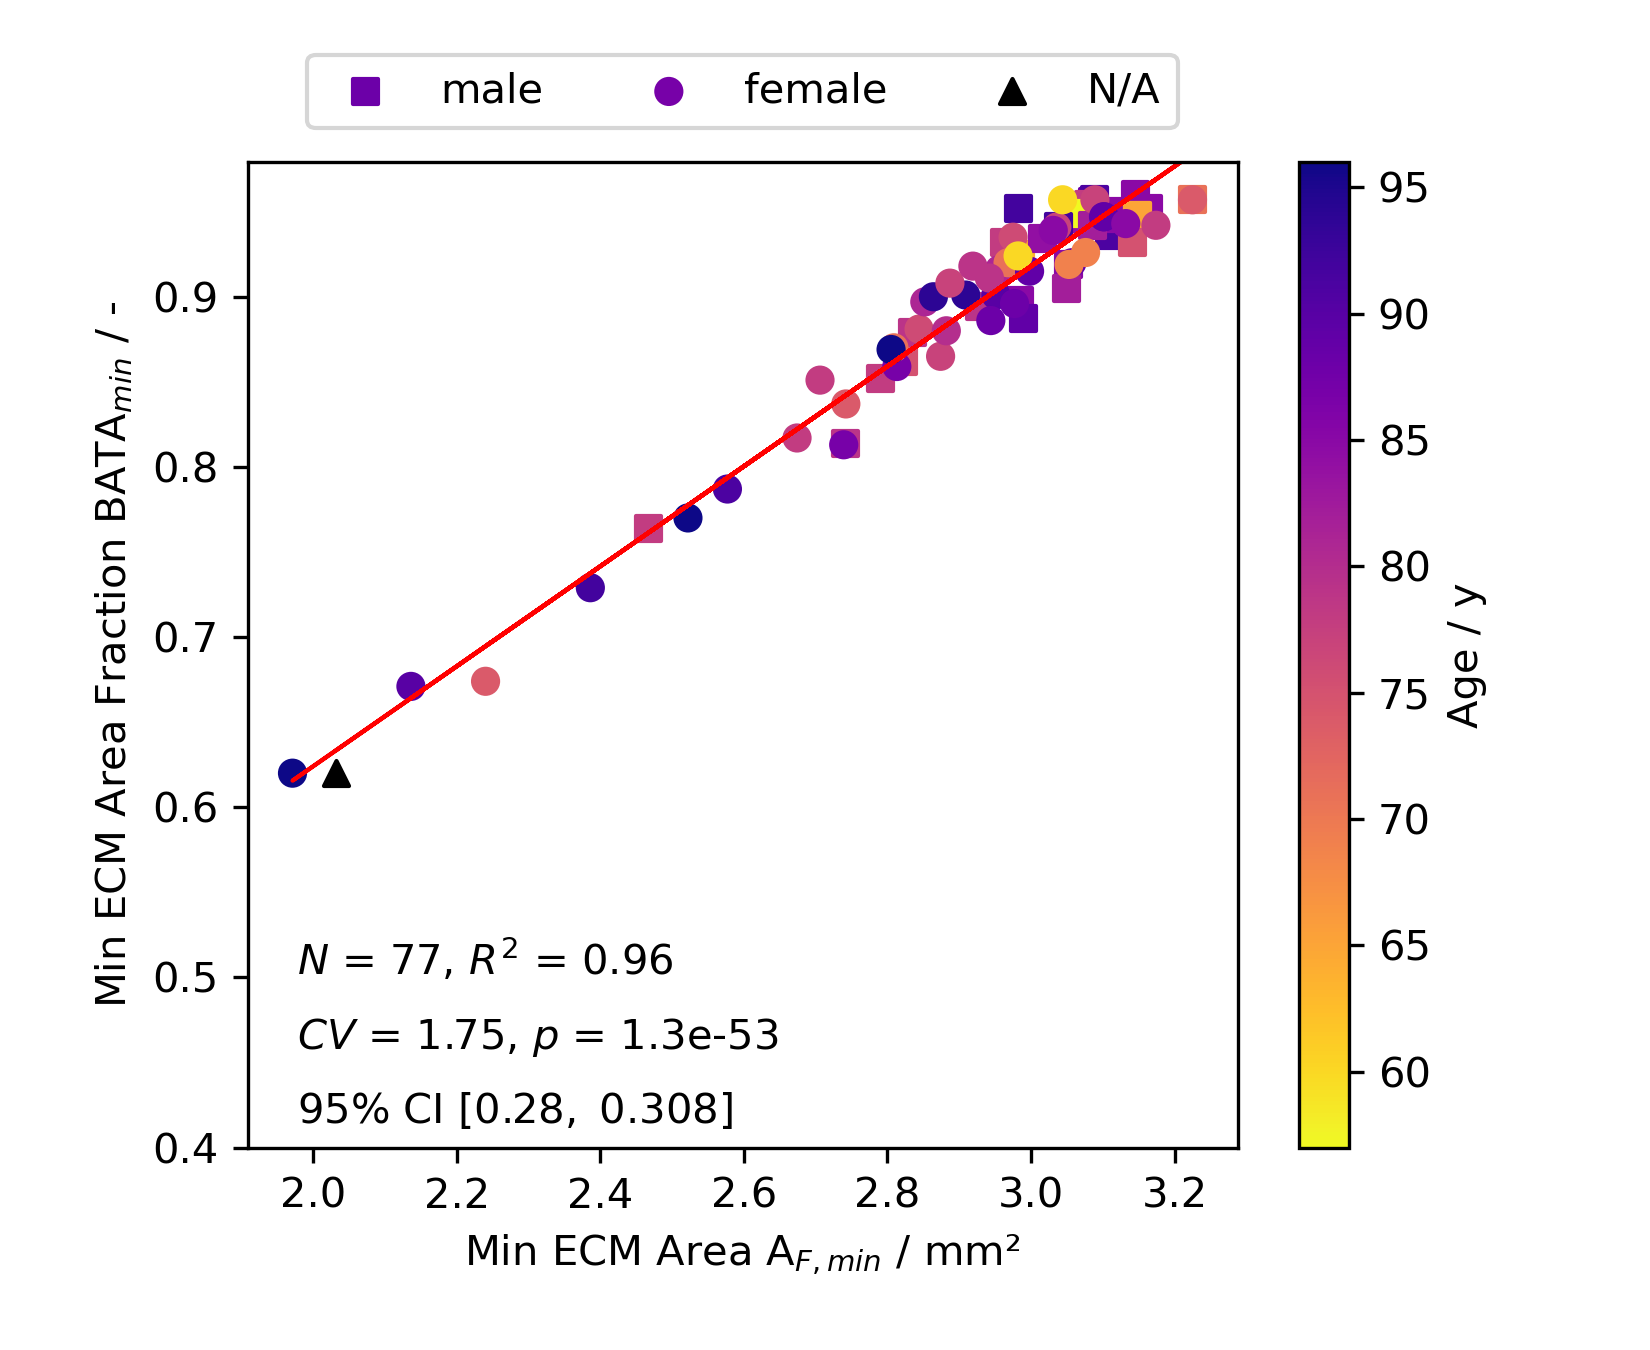 male female N/A
Min ECM Area Fraction BATAmin / -
0.9
0.8
0.7
0.6
0.5
0.4
N = 77, R² = 0.96
CV = 1.75, p = 1.3e-53
95% CI [0.28, 0.308]
2.0 2.2 2.4 2.6 2.8 3.0 3.2
Min ECM Area AF,min / mm²
95
90
85
80
75
70
65
60
Age / y